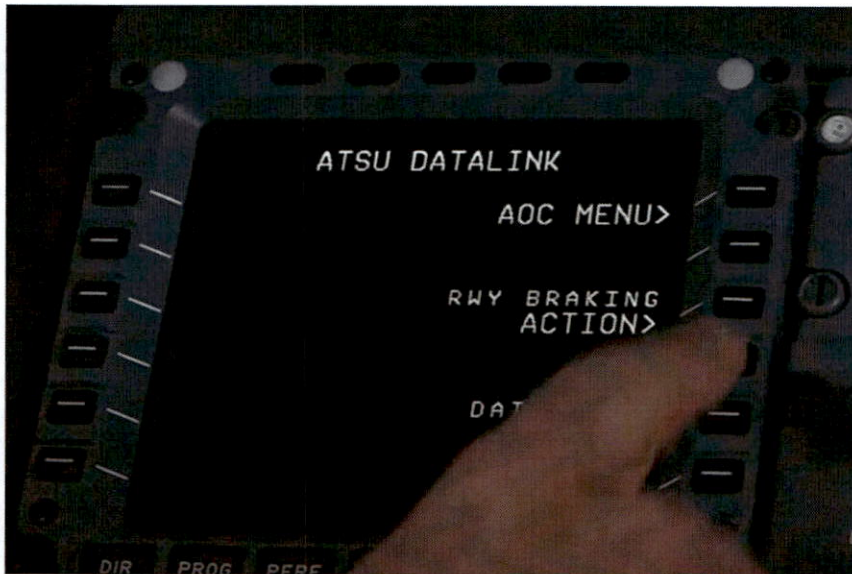 ATSU DATALINK
AOC MENU>
RWY BRAKING
ACTION>
DIR PROG PERF